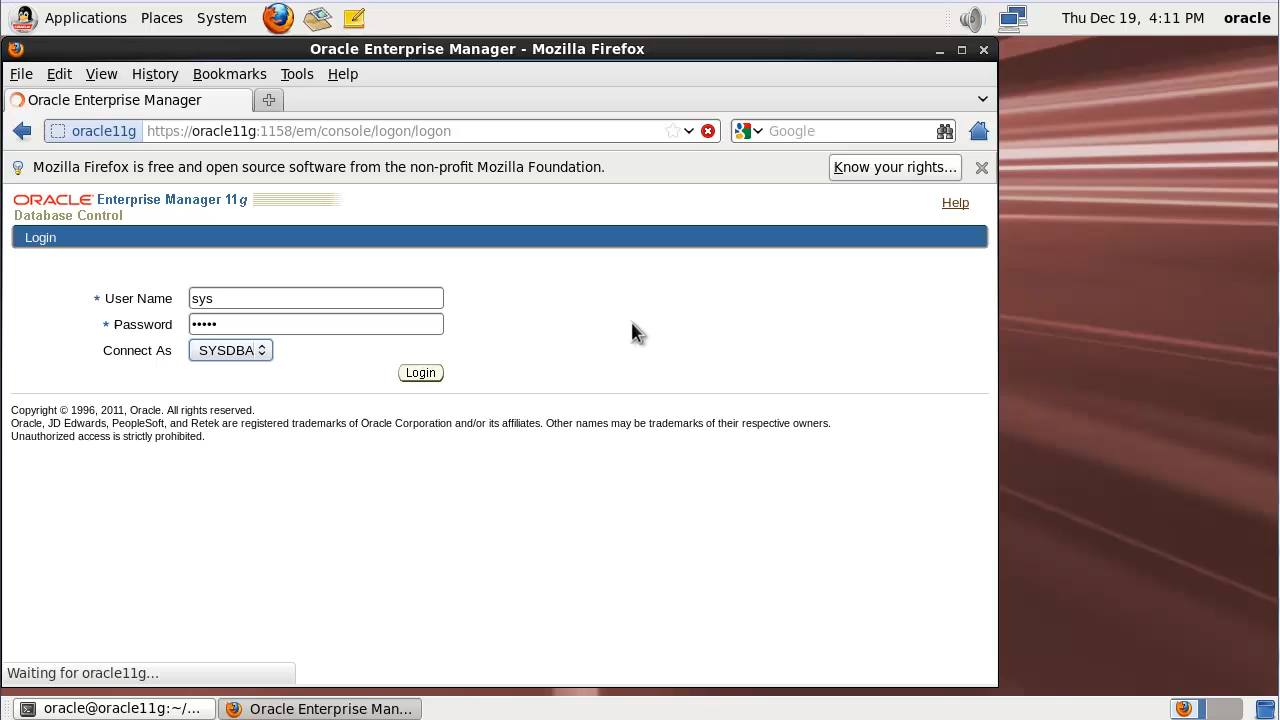 Applications Places System Thu Dec 19, 4:11 PM oracle
Oracle Enterprise Manager - Mozilla Firefox
File Edit View History Bookmarks Tools Help
Oracle Enterprise Manager
oracle11g https://oracle11g:1158/em/console/logon/logon Google
Mozilla Firefox is free and open source software from the non-profit Mozilla Foundation. Know your rights...
ORACLE Enterprise Manager 11g
Database Control
Help
Login
* User Name sys
* Password •••••
Connect As SYSDBA
Login
Copyright © 1996, 2011, Oracle. All rights reserved.
Oracle, JD Edwards, PeopleSoft, and Retek are registered trademarks of Oracle Corporation and/or its affiliates. Other names may be trademarks of their respective owners.
Unauthorized access is strictly prohibited.
Waiting for oracle11g...
oracle@oracle11g:~/... Oracle Enterprise Man...